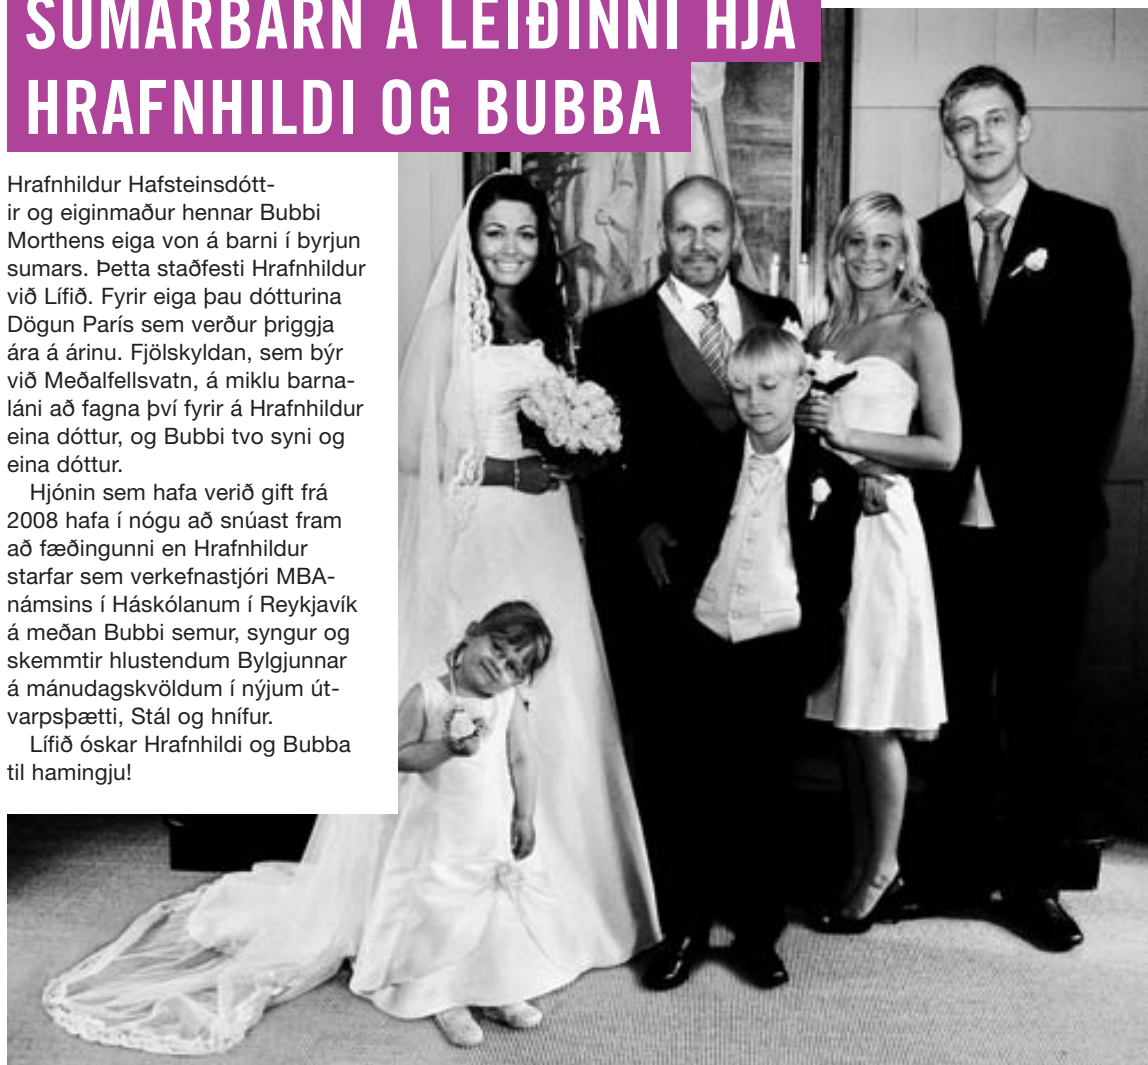 SUMARBARN Á LEIÐINNI HJÁ
HRAFNHILDI OG BUBBA
Hrafnhildur Hafsteinsdótt-
ir og eiginmaður hennar Bubbi
Morthens eiga von á barni í byrjun
sumars. Þetta staðfesti Hrafnhildur
við Lífið. Fyrir eiga þau dótturina
Dögun París sem verður þriggja
ára á árinu. Fjölskyldan, sem býr
við Meðalfellsvatn, á miklu barna-
láni að fagna því fyrir á Hrafnhildur
eina dóttur, og Bubbi tvo syni og
eina dóttur.
Hjónin sem hafa verið gift frá
2008 hafa í nógu að snúast fram
að fæðingunni en Hrafnhildur
starfar sem verkefnastjóri MBA-
námsins í Háskólanum í Reykjavík
á meðan Bubbi semur, syngur og
skemmtir hlustendum Bylgjunnar
á mánudagskvöldum í nýjum út-
varpsþætti, Stál og hnífur.
Lífið óskar Hrafnhildi og Bubba
til hamingju!